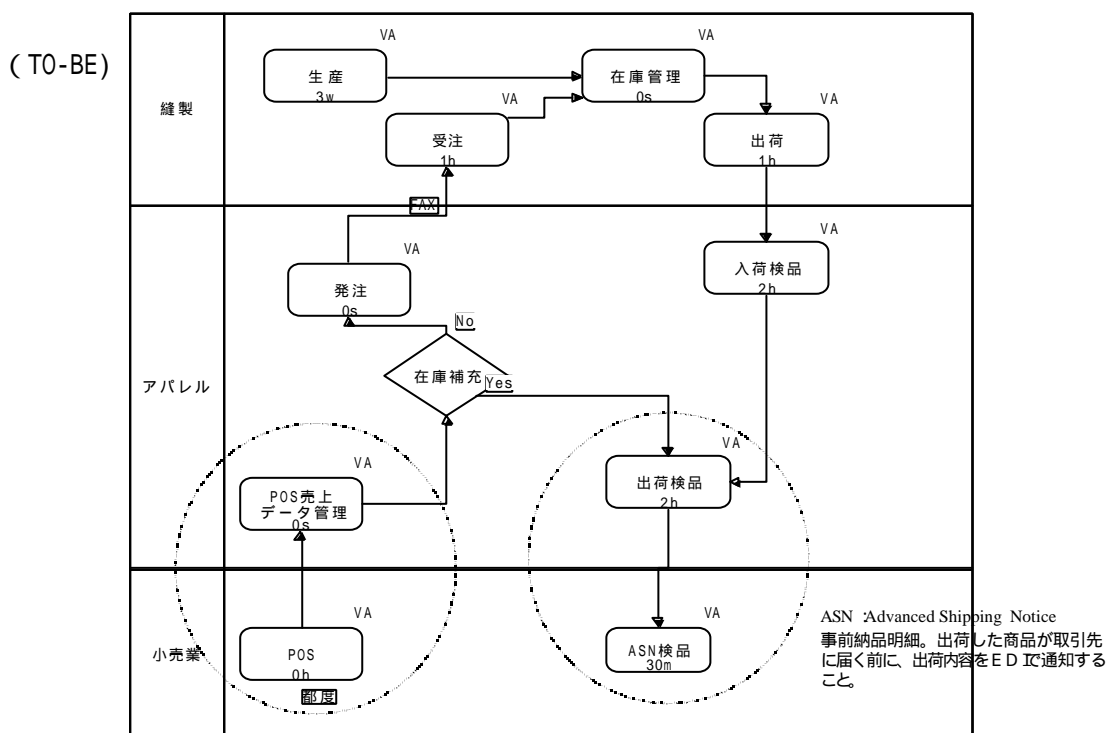 (TO-BE)
縫製
VA
生産
3w
VA
在庫管理
0s
VA
受注
1h
VA
出荷
1h
FAX
アパレル
VA
発注
0s
VA
入荷検品
2h
No
在庫補充
Yes
VA
POS売上
データ管理
0s
VA
出荷検品
2h
小売業
VA
POS
0h
都度
VA
ASN検品
30m
ASN :Advanced Shipping Notice
事前納品明細。出荷した商品が取引先
に届く前に、出荷内容をEDIで通知する
こと。